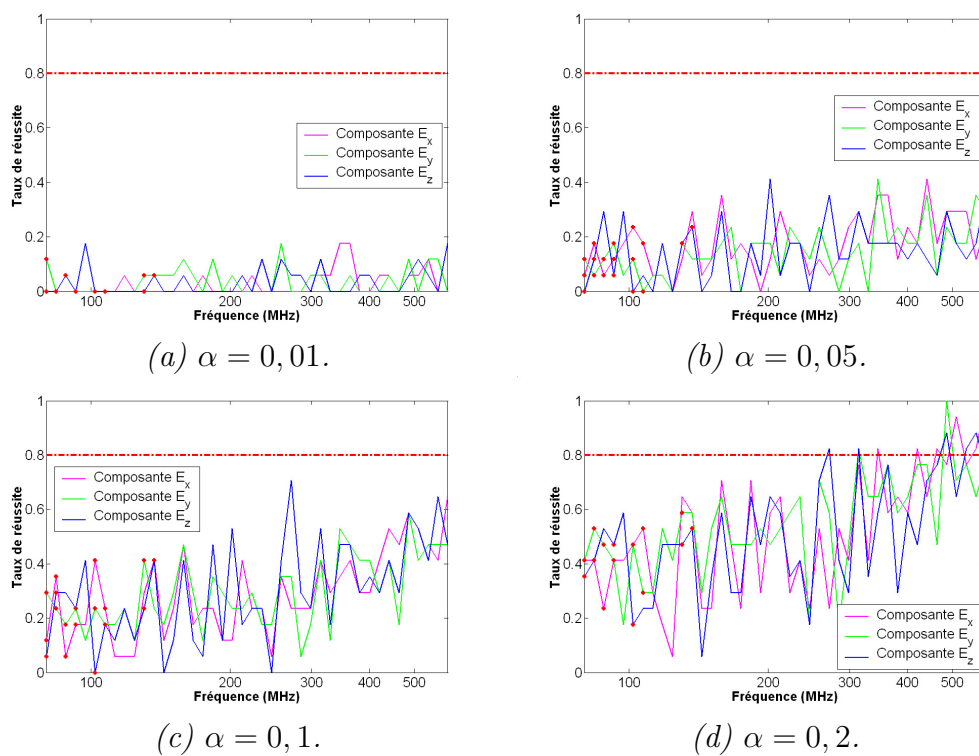 1
0.8
0.6
0.4
0.2
0
Taux de réussite
Composante E_x
Composante E_y
Composante E_z
100 200 300 400 500
Fréquence (MHz)
(a) α = 0, 01.
1
0.8
0.6
0.4
0.2
0
Taux de réussite
Composante E_x
Composante E_y
Composante E_z
100 200 300 400 500
Fréquence (MHz)
(b) α = 0, 05.
1
0.8
0.6
0.4
0.2
0
Taux de réussite
Composante E_x
Composante E_y
Composante E_z
100 200 300 400 500
Fréquence (MHz)
(c) α = 0, 1.
1
0.8
0.6
0.4
0.2
0
Taux de réussite
Composante E_x
Composante E_y
Composante E_z
100 200 300 400 500
Fréquence (MHz)
(d) α = 0, 2.